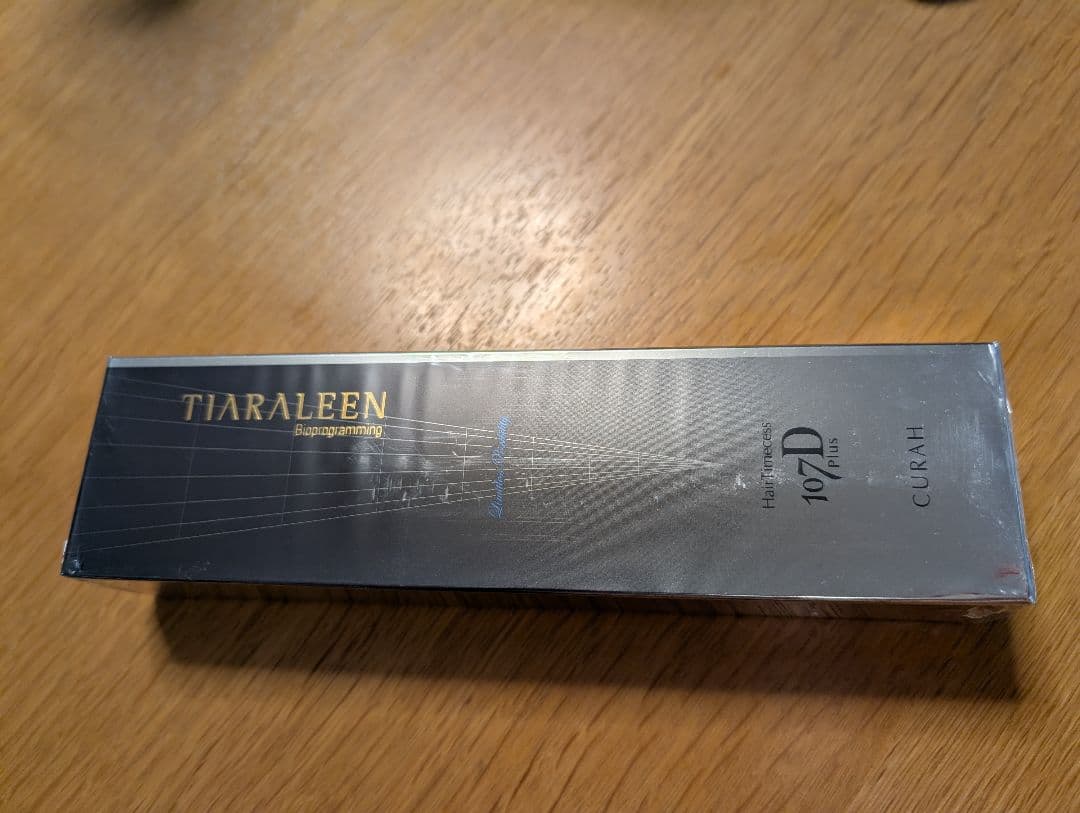 TIARALEEN
Bioprogramming
HairTimecess
107D
Plus
CURAH